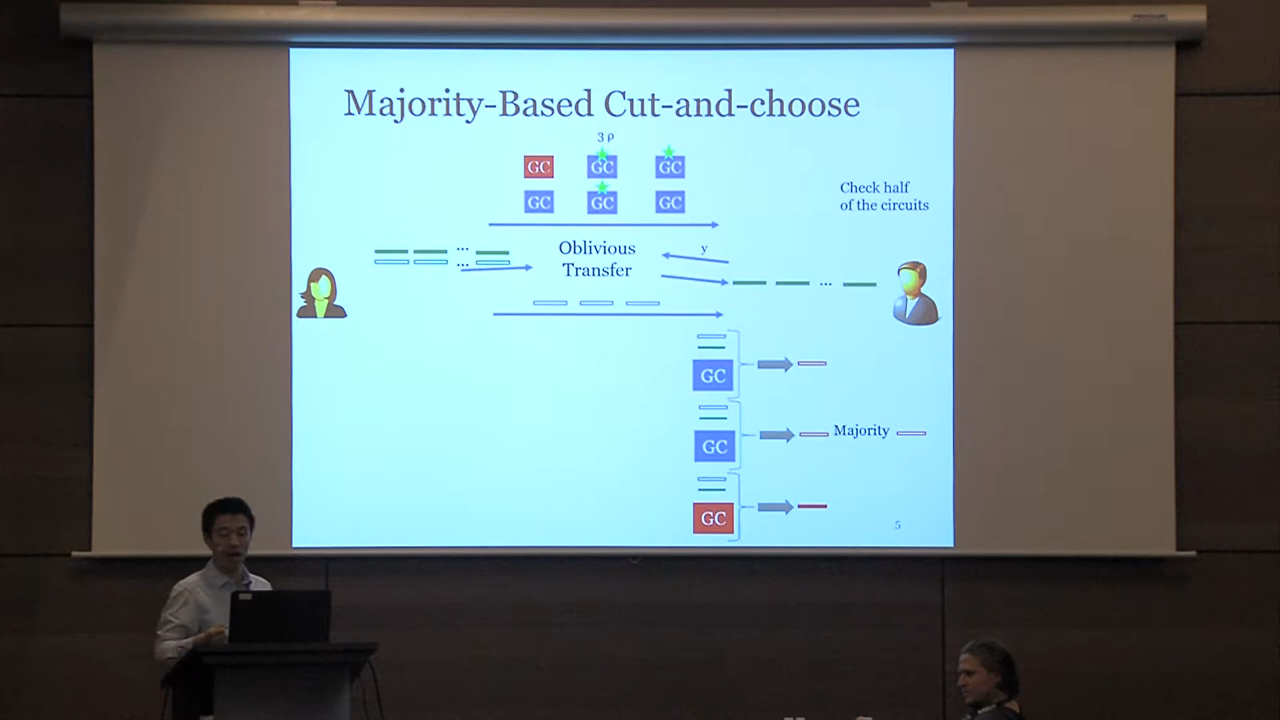 Majority-Based Cut-and-choose
3 ρ
GC GC GC
GC GC GC
Check half
of the circuits
... 
...
Oblivious
Transfer
y
...
GC
GC
Majority
GC
5